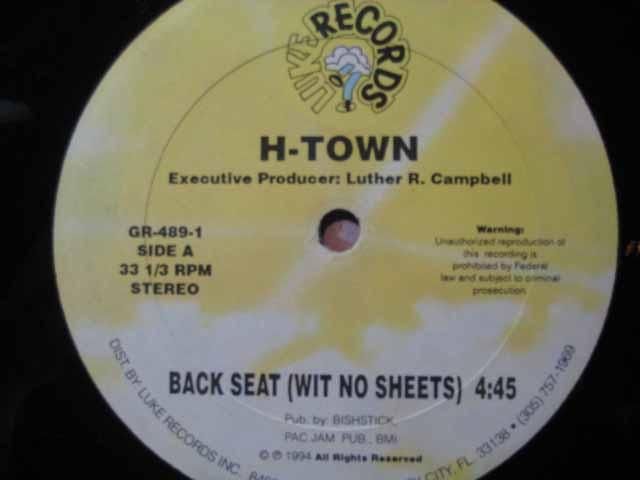 LUKE RECORDS
H-TOWN
Executive Producer: Luther R. Campbell
GR-489-1
SIDE A
33 1/3 RPM
STEREO
Warning:
Unauthorized reproduction of
this recording is
prohibited by Federal
law and subject to criminal
prosecution.
BACK SEAT (WIT NO SHEETS) 4:45
Pub. by: BISHSTICK,
PAC JAM PUB., BMI
© ℗ 1994 All Rights Reserved
DIST. BY: LUKE RECORDS INC. CITY, FL 33138 • (305) 757-1969